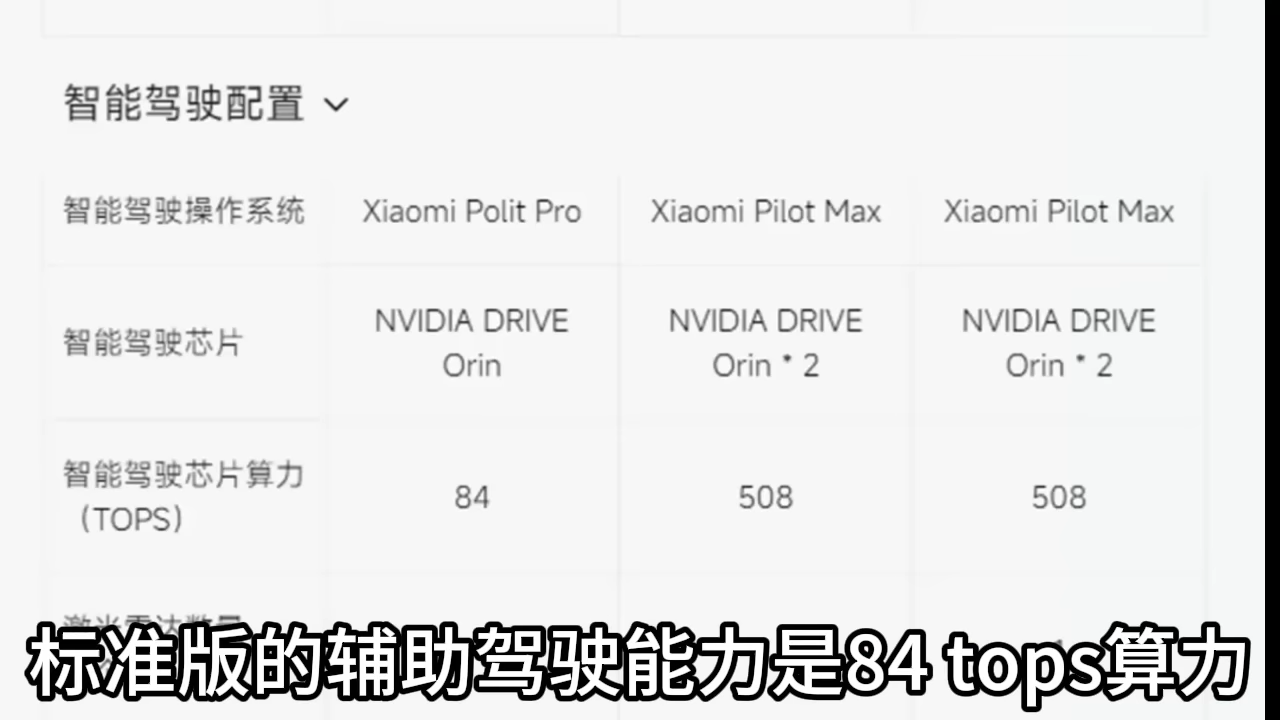 智能驾驶配置
智能驾驶操作系统 Xiaomi Polit Pro Xiaomi Pilot Max Xiaomi Pilot Max
智能驾驶芯片 NVIDIA DRIVE Orin NVIDIA DRIVE Orin * 2 NVIDIA DRIVE Orin * 2
智能驾驶芯片算力（TOPS） 84 508 508
标准版的辅助驾驶能力是84 tops算力